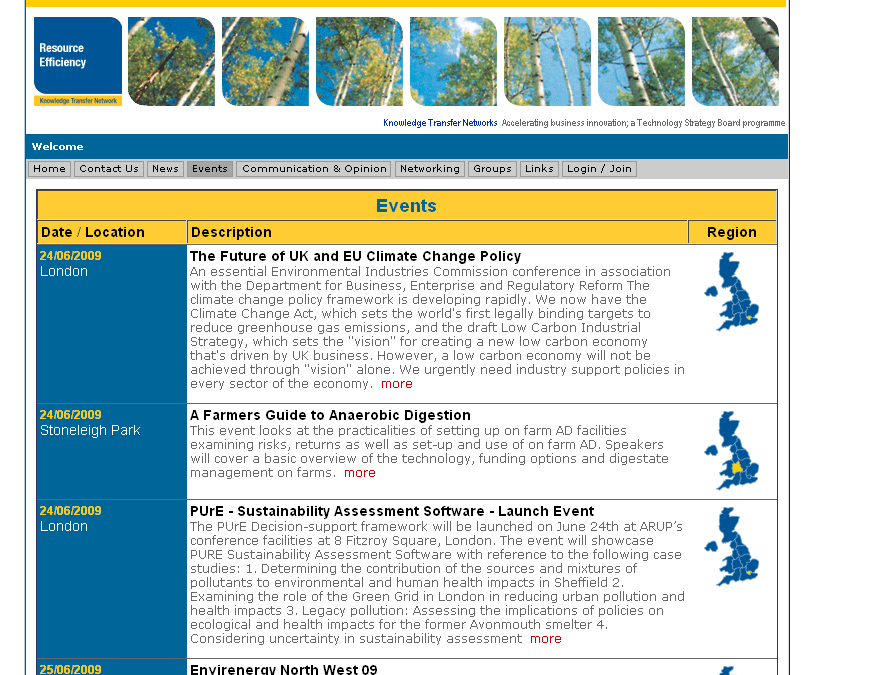 Resource
Efficiency
Knowledge Transfer Network
Knowledge Transfer Networks Accelerating business innovation; a Technology Strategy Board programme
Welcome
Home Contact Us News Events Communication & Opinion Networking Groups Links Login / Join
Events
Date / Location Description Region
24/06/2009
London
The Future of UK and EU Climate Change Policy
An essential Environmental Industries Commission conference in association
with the Department for Business, Enterprise and Regulatory Reform The
climate change policy framework is developing rapidly. We now have the
Climate Change Act, which sets the world's first legally binding targets to
reduce greenhouse gas emissions, and the draft Low Carbon Industrial
Strategy, which sets the "vision" for creating a new low carbon economy
that's driven by UK business. However, a low carbon economy will not be
achieved through "vision" alone. We urgently need industry support policies in
every sector of the economy. more
24/06/2009
Stoneleigh Park
A Farmers Guide to Anaerobic Digestion
This event looks at the practicalities of setting up on farm AD facilities
examining risks, returns as well as set-up and use of on farm AD. Speakers
will cover a basic overview of the technology, funding options and digestate
management on farms. more
24/06/2009
London
PUrE - Sustainability Assessment Software - Launch Event
The PUrE Decision-support framework will be launched on June 24th at ARUP's
conference facilities at 8 Fitzroy Square, London. The event will showcase
PURE Sustainability Assessment Software with reference to the following case
studies: 1. Determining the contribution of the sources and mixtures of
pollutants to environmental and human health impacts in Sheffield 2.
Examining the role of the Green Grid in London in reducing urban pollution and
health impacts 3. Legacy pollution: Assessing the implications of policies on
ecological and health impacts for the former Avonmouth smelter 4.
Considering uncertainty in sustainability assessment more
25/06/2009
Envirenergy North West 09